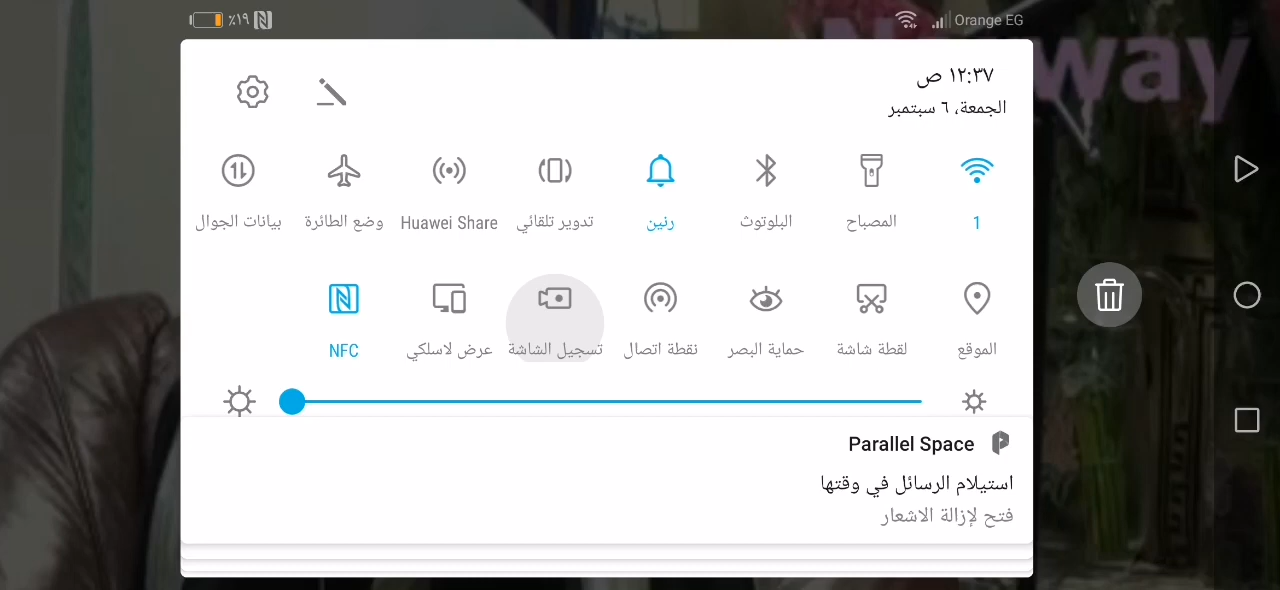 ٪١٩ Orange EG
way
١٢:٣٧ ص
الجمعة، ٦ سبتمبر
1 المصباح البلوتوث رنين تدوير تلقائي Huawei Share وضع الطائرة بيانات الجوال
الموقع لقطة شاشة حماية البصر نقطة اتصال تسجيل الشاشة عرض لاسلكي NFC
Parallel Space
استيلام الرسائل في وقتها
فتح لإزالة الاشعار